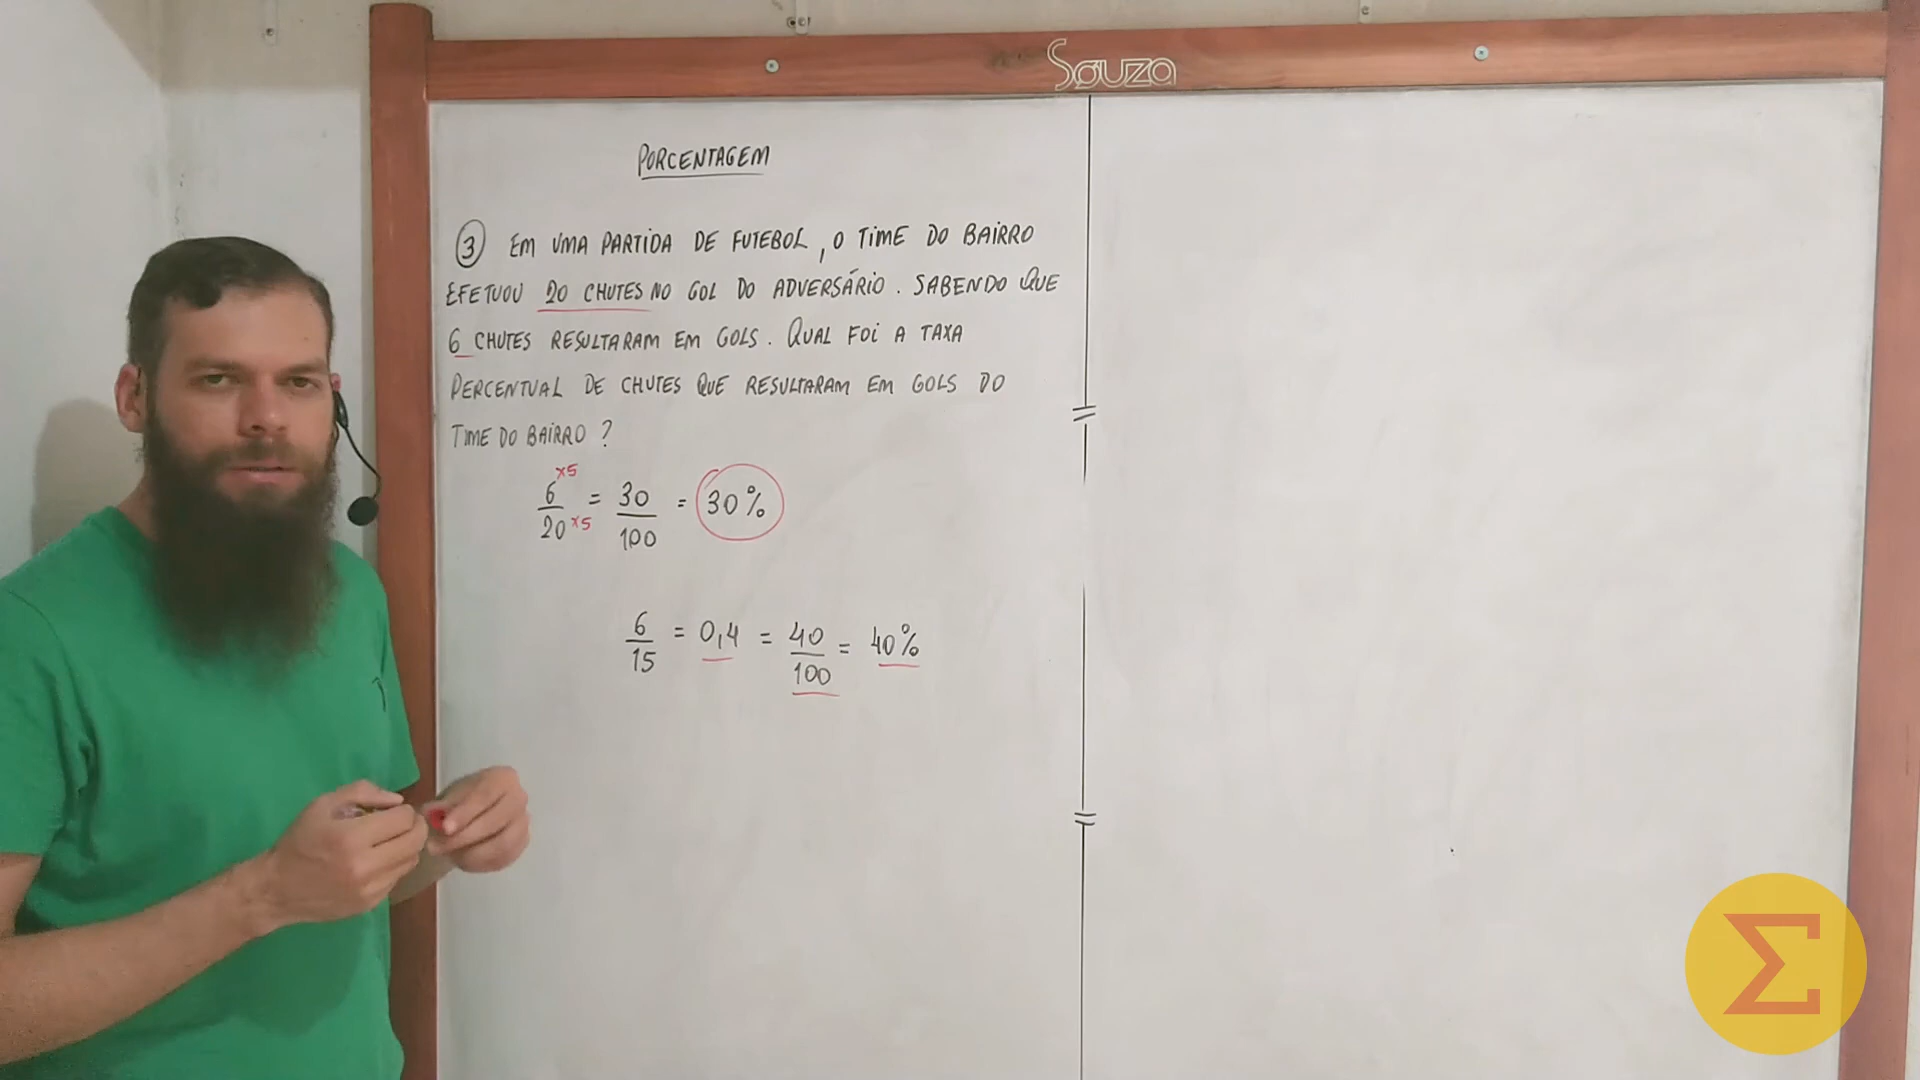 Souza
PORCENTAGEM
3 EM UMA PARTIDA DE FUTEBOL, O TIME DO BAIRRO
EFETUOU 20 CHUTES NO GOL DO ADVERSÁRIO. SABENDO QUE
6 CHUTES RESULTARAM EM GOLS. QUAL FOI A TAXA
PERCENTUAL DE CHUTES QUE RESULTARAM EM GOLS DO
TIME DO BAIRRO ?
6 ×5 / 20 ×5 = 30 / 100 = 30%
6 / 15 = 0,4 = 40 / 100 = 40%
Σ